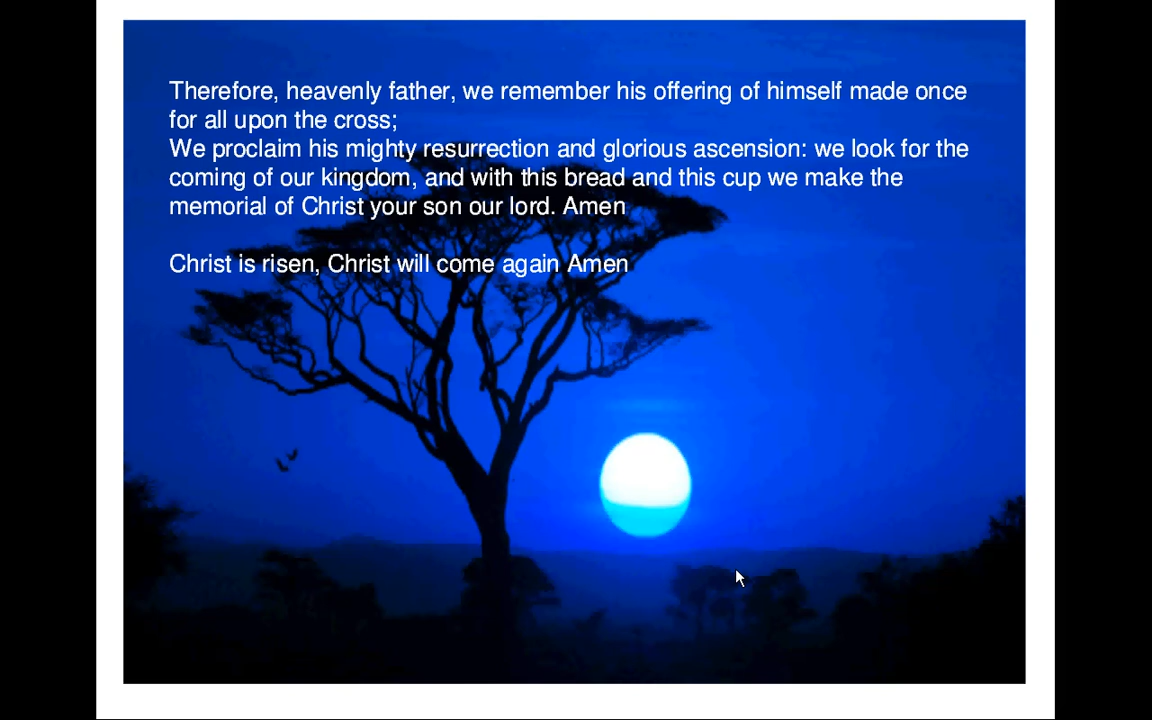 Therefore, heavenly father, we remember his offering of himself made once
for all upon the cross;
We proclaim his mighty resurrection and glorious ascension: we look for the
coming of our kingdom, and with this bread and this cup we make the
memorial of Christ your son our lord. Amen
Christ is risen, Christ will come again Amen